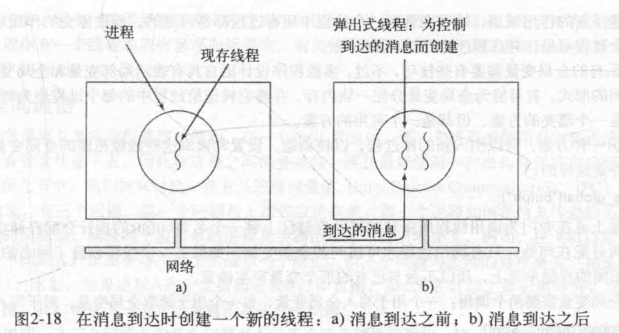 进程
现存线程
弹出式线程：为控制
到达的消息而创建
到达的消息
网络
a)
b)
图2-18 在消息到达时创建一个新的线程：a) 消息到达之前；b) 消息到达之后